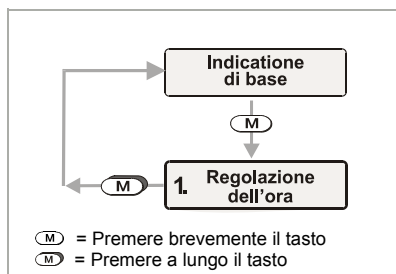 Indicatione
di base
M
1. Regolazione
dell'ora
M
M = Premere brevemente il tasto
M = Premere a lungo il tasto